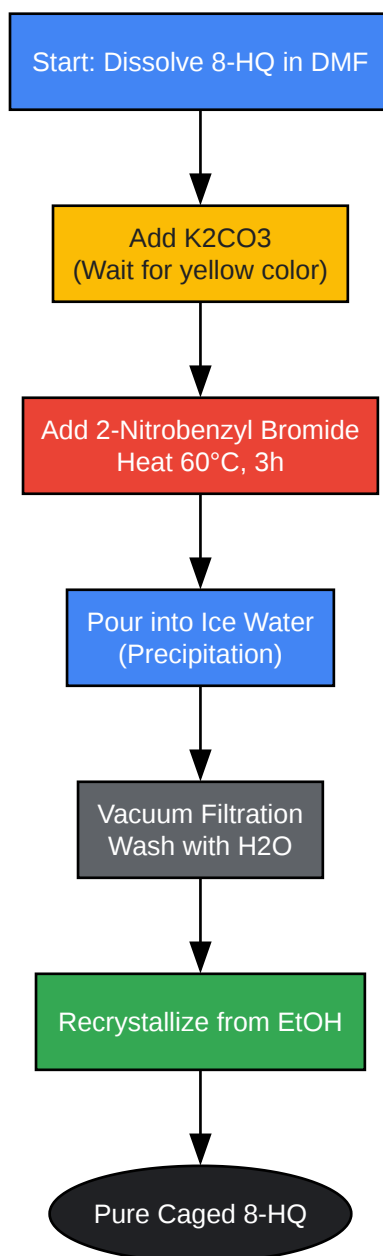 Start: Dissolve 8-HQ in DMF
Add K2CO3
(Wait for yellow color)
Add 2-Nitrobenzyl Bromide
Heat 60°C, 3h
Pour into Ice Water
(Precipitation)
Vacuum Filtration
Wash with H2O
Recrystallize from EtOH
Pure Caged 8-HQ